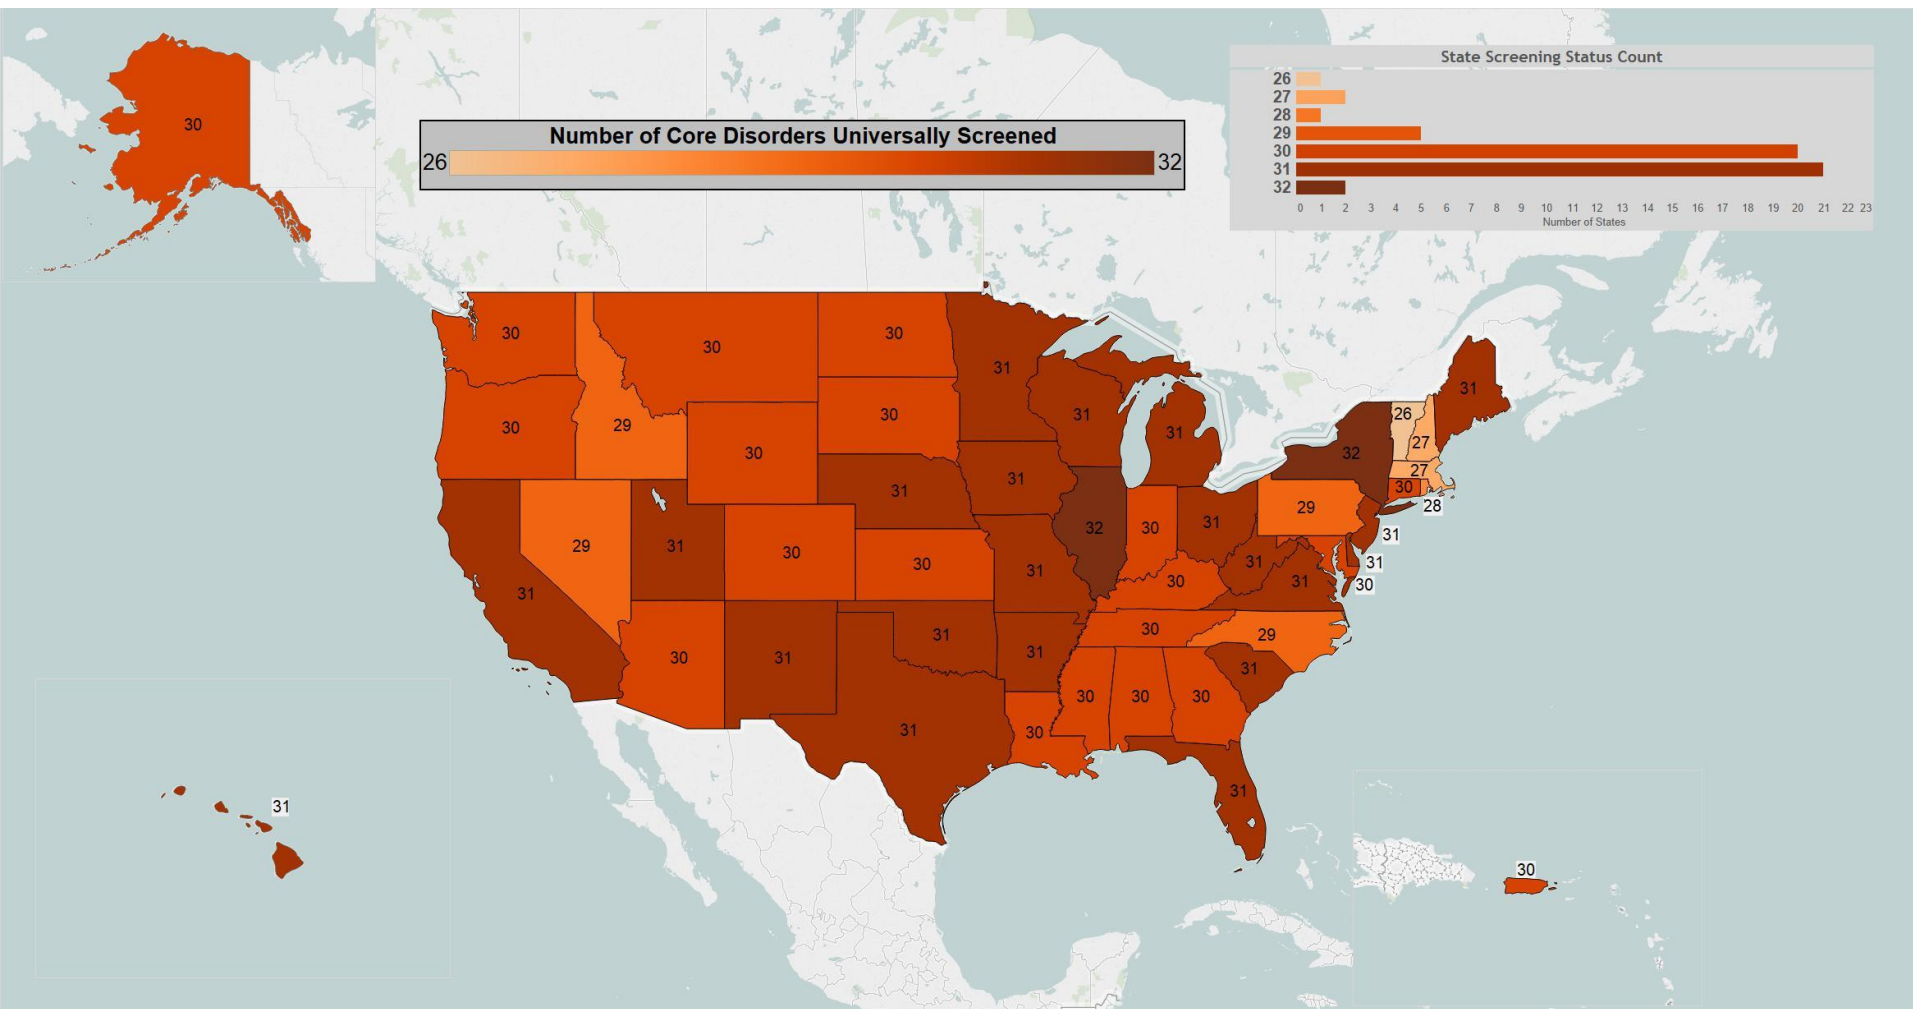 State Screening Status Count
26
27
28
29
30
31
32
0 1 2 3 4 5 6 7 8 9 10 11 12 13 14 15 16 17 18 19 20 21 22 23
Number of States
Number of Core Disorders Universally Screened
26 32
30
30 30 30
31
31 31
30 29 30 30 31 26
27
32 27
30 31 31 30 28
31 29 31 30 30 31 32 30 31 29
31
31 31 31 31
30 30 30
30 31 31 31 30 29
31
30 30 30
31 30
31
31
30